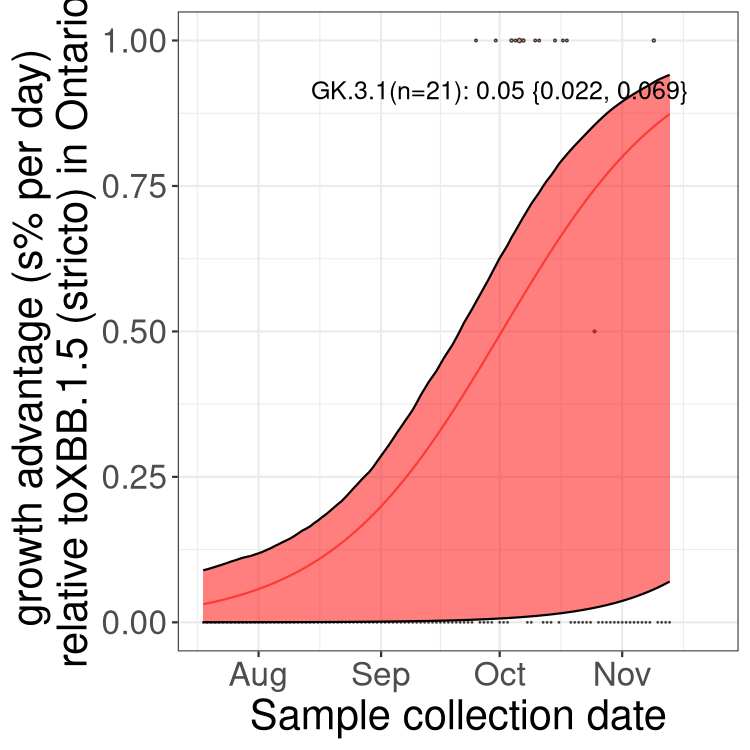 growth advantage (s% per day)
relative toXBB.1.5 (stricto) in Ontario
1.00
0.75
0.50
0.25
0.00
GK.3.1(n=21): 0.05 {0.022, 0.069}
Aug Sep Oct Nov
Sample collection date